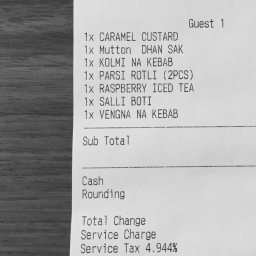 Guest 1
1x CARAMEL CUSTARD
1x Mutton DHAN SAK
1x KOLMI NA KEBAB
1x PARSI ROTLI (2PCS)
1x RASPBERRY ICED TEA
1x SALLI BOTI
1x VENGNA NA KEBAB
Sub Total
Cash
Rounding
Total Change
Service Charge
Service Tax 4.944%